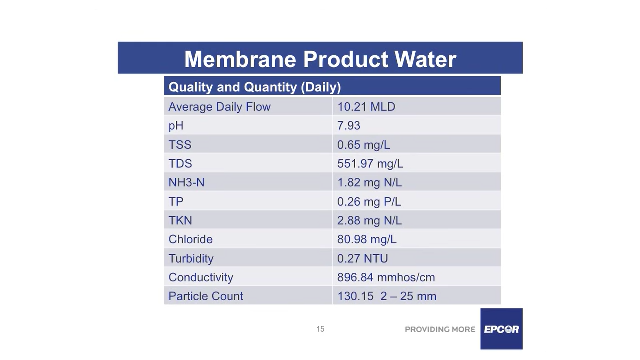 Membrane Product Water
Quality and Quantity (Daily)
Average Daily Flow 10.21 MLD
pH 7.93
TSS 0.65 mg/L
TDS 551.97 mg/L
NH3-N 1.82 mg N/L
TP 0.26 mg P/L
TKN 2.88 mg N/L
Chloride 80.98 mg/L
Turbidity 0.27 NTU
Conductivity 896.84 mmhos/cm
Particle Count 130.15 2 – 25 mm
15 PROVIDING MORE EPCOR